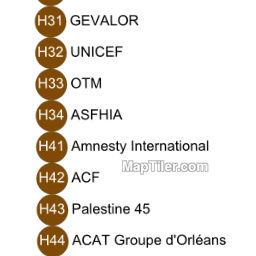 H31 GEVALOR
H32 UNICEF
H33 OTM
H34 ASFHIA
H41 Amnesty International
MapTiler.com
H42 ACF
H43 Palestine 45
H44 ACAT Groupe d'Orléans